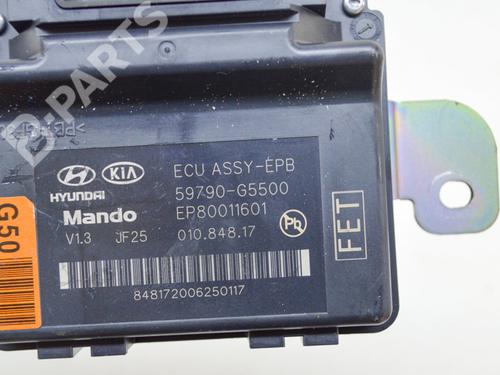 B-PARTS
HYUNDAI KIA ECU ASSY-EPB
59790-G5500
Mando EP80011601
V1.3 JF25 010.848.17
Pb
FET
848172006250117
G50